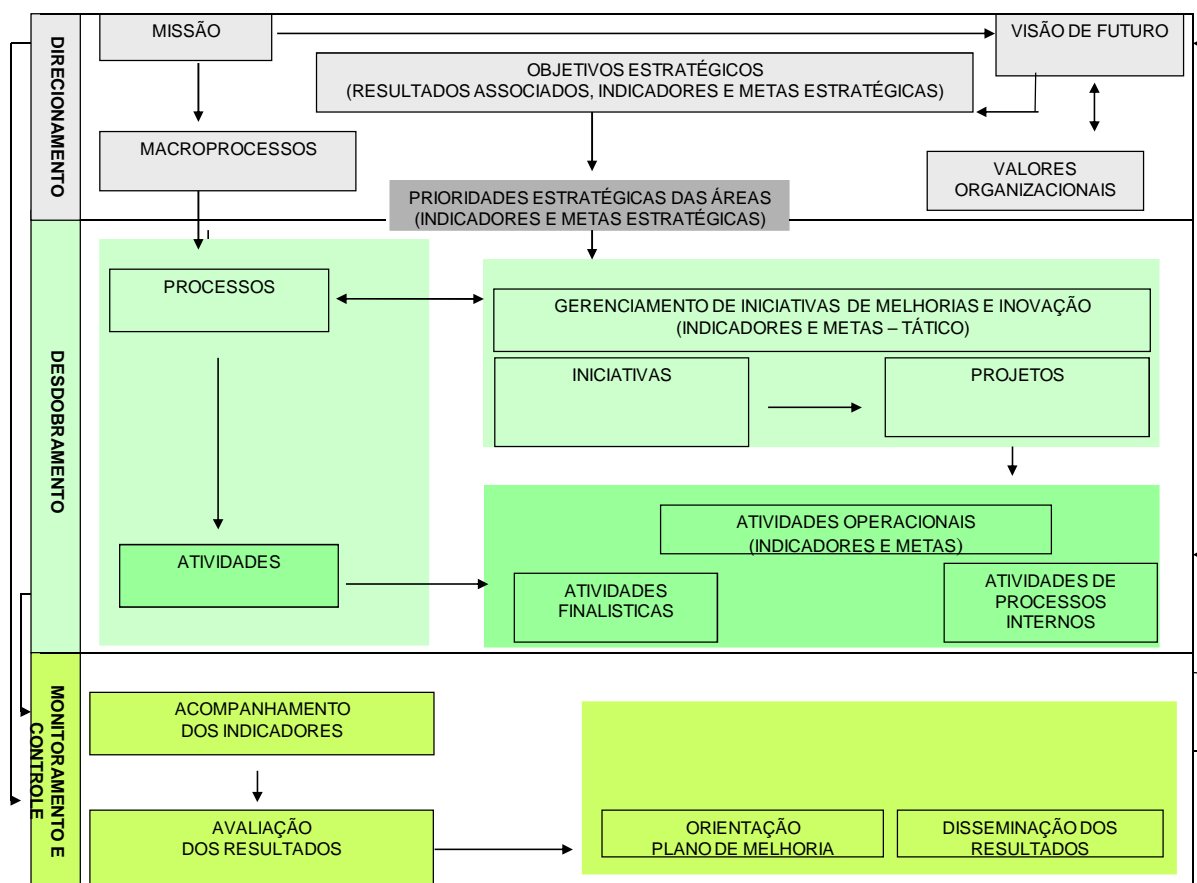 DIRECIONAMENTO
MISSÃO
VISÃO DE FUTURO
OBJETIVOS ESTRATÉGICOS
(RESULTADOS ASSOCIADOS, INDICADORES E METAS ESTRATÉGICAS)
MACROPROCESSOS
VALORES
ORGANIZACIONAIS
PRIORIDADES ESTRATÉGICAS DAS ÁREAS
(INDICADORES E METAS ESTRATÉGICAS)
DESDOBRAMENTO
PROCESSOS
GERENCIAMENTO DE INICIATIVAS DE MELHORIAS E INOVAÇÃO
(INDICADORES E METAS – TÁTICO)
INICIATIVAS
PROJETOS
ATIVIDADES OPERACIONAIS
(INDICADORES E METAS)
ATIVIDADES
ATIVIDADES
FINALISTICAS
ATIVIDADES DE
PROCESSOS
INTERNOS
MONITORAMENTO E
CONTROLE
ACOMPANHAMENTO
DOS INDICADORES
AVALIAÇÃO
DOS RESULTADOS
ORIENTAÇÃO
PLANO DE MELHORIA
DISSEMINAÇÃO DOS
RESULTADOS